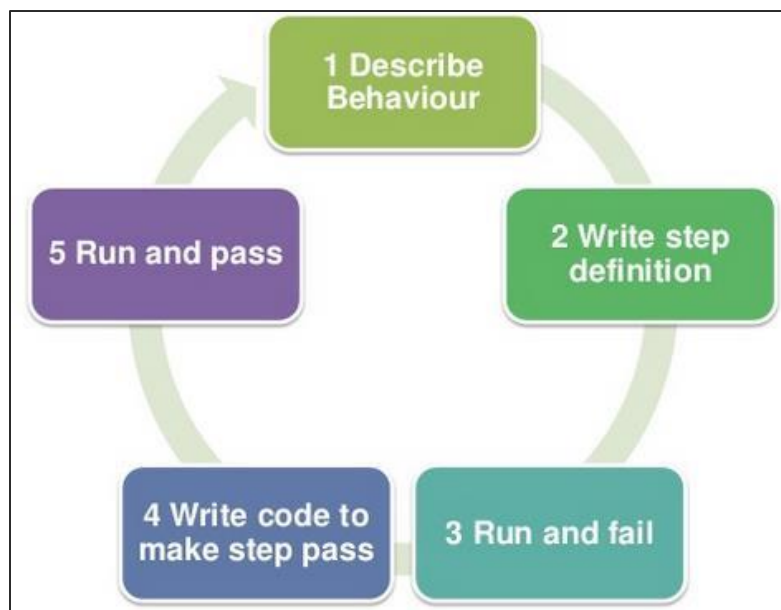 1 Describe
Behaviour
2 Write step
definition
3 Run and fail
4 Write code to
make step pass
5 Run and pass